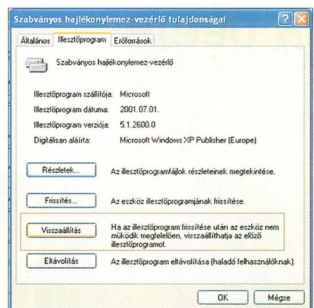 Szabványos hajlékonylemez-vezérlő tulajdonságai
Általános Illesztőprogram Erőforrások
Szabványos hajlékonylemez-vezérlő
Illesztőprogram szállítója: Microsoft
Illesztőprogram dátuma: 2001.07.01.
Illesztőprogram verziója: 5.1.2600.0
Digitálisan aláírta: Microsoft Windows XP Publisher (Europe)
Részletek... Az illesztőprogramfájlok részleteinek megtekintése.
Frissítés... Az eszköz illesztőprogramjának frissítése.
Visszaállítás Ha az illesztőprogram frissítése után az eszköz nem
működik megfelelően, visszaállíthatja az előző
illesztőprogramot.
Eltávolítás Az illesztőprogram eltávolítása (haladó felhasználóknak).
OK Mégse